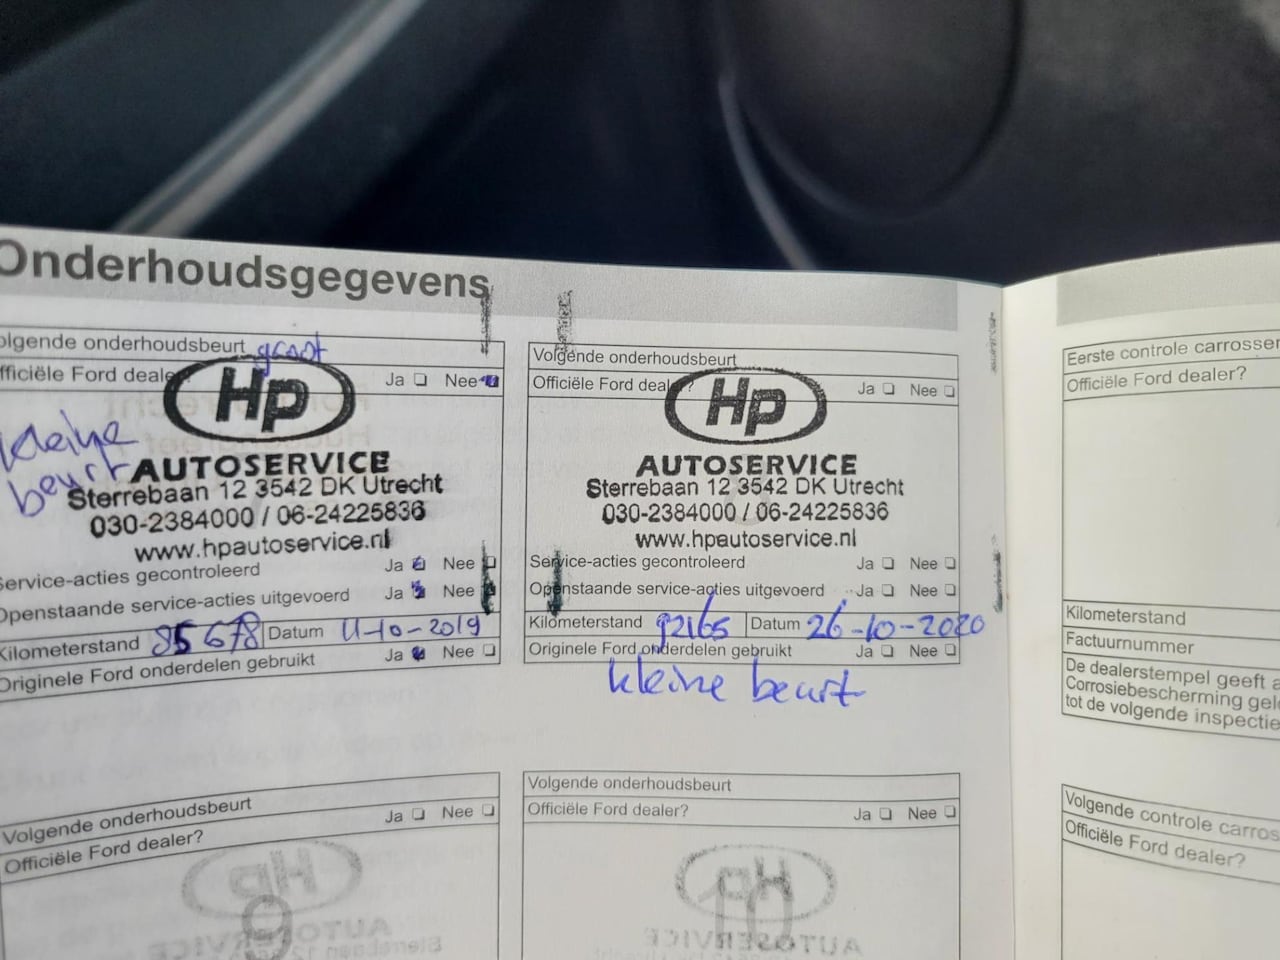 Onderhoudsgegevens
Volgende onderhoudsbeurt groot
Officiële Ford dealer Ja Nee
Hp
kleine
beurt
AUTOSERVICE
Sterrebaan 12 3542 DK Utrecht
030-2384000 / 06-24225836
www.hpautoservice.nl
Service-acties gecontroleerd Ja Nee
Openstaande service-acties uitgevoerd Ja Nee
Kilometerstand 85678 Datum 11-10-2019
Originele Ford onderdelen gebruikt Ja Nee
Volgende onderhoudsbeurt
Officiële Ford dealer? Ja Nee
Hp
AUTOSERVICE
Sterrebaan 12 3542 DK Utrecht
030-2384000 / 06-24225836
www.hpautoservice.nl
Service-acties gecontroleerd Ja Nee
Openstaande service-acties uitgevoerd Ja Nee
Kilometerstand 92165 Datum 26-10-2020
Originele Ford onderdelen gebruikt Ja Nee
kleine beurt
Volgende onderhoudsbeurt
Officiële Ford dealer? Ja Nee
Hp
9
AUTOSERVICE
Volgende onderhoudsbeurt
Officiële Ford dealer? Ja Nee
Hp
10
AUTOSERVICE
Eerste controle carrosser
Officiële Ford dealer?
Kilometerstand
Factuurnummer
De dealerstempel geeft a
Corrosiebescherming gel
tot de volgende inspectie
Volgende controle carros
Officiële Ford dealer?